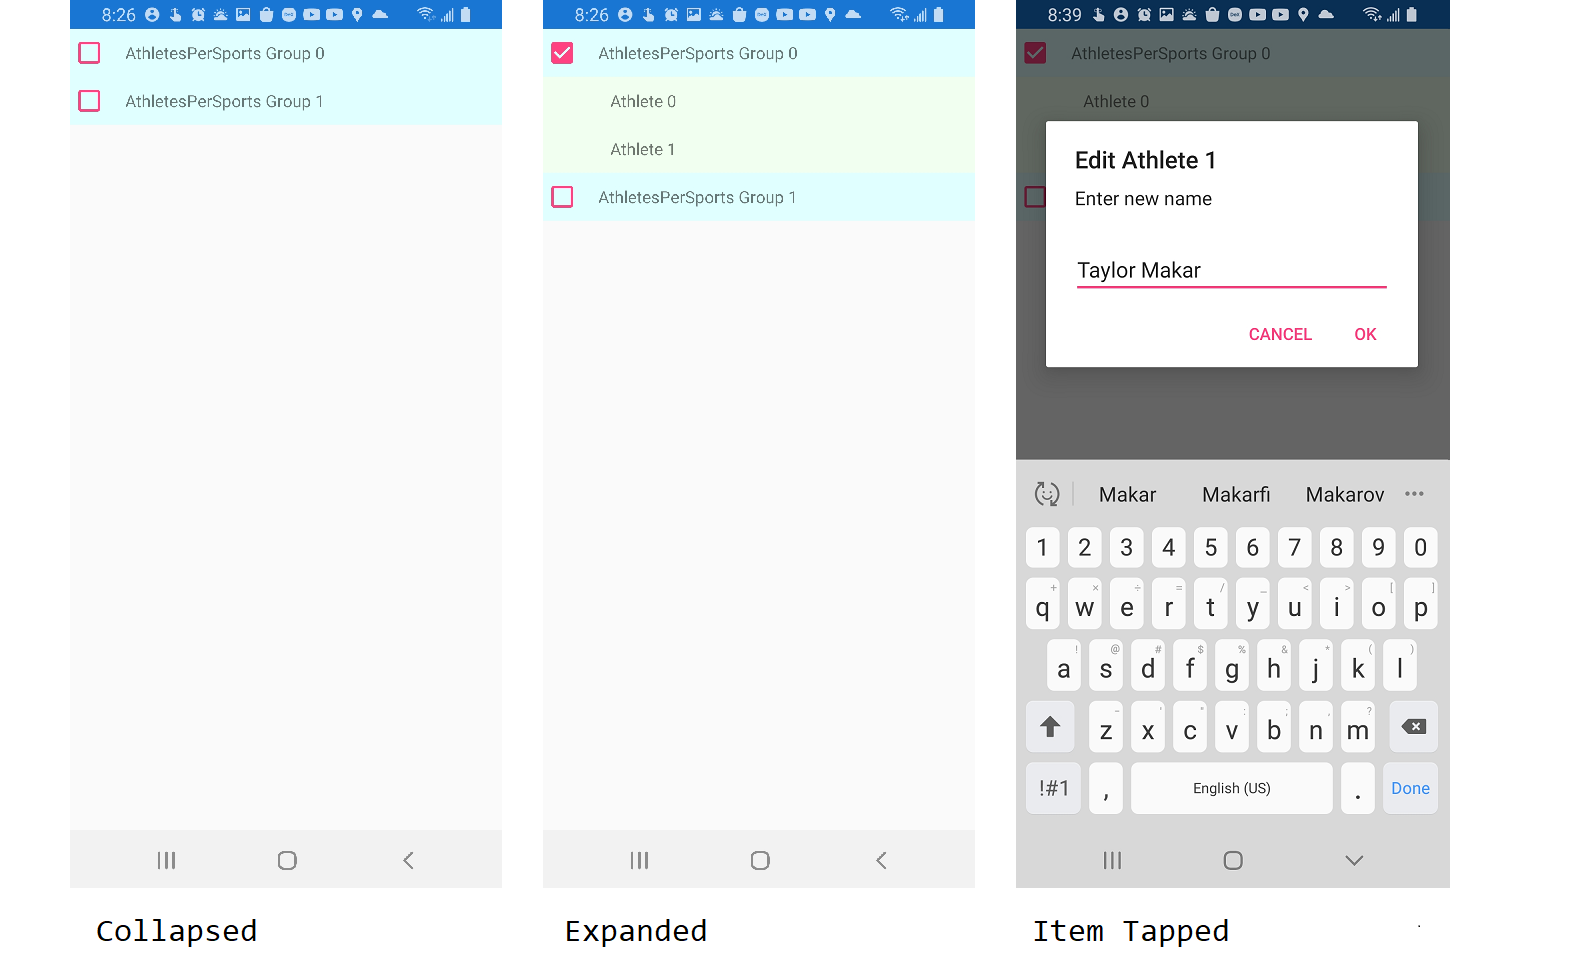 8:26
AthletesPerSports Group 0
AthletesPerSports Group 1
Collapsed
8:26
AthletesPerSports Group 0
Athlete 0
Athlete 1
AthletesPerSports Group 1
Expanded
8:39
AthletesPerSports Group 0
Athlete 0
Edit Athlete 1
Enter new name
Taylor Makar
CANCEL OK
Makar Makarfi Makarov •••
1 2 3 4 5 6 7 8 9 0
+ × ÷ = / _ < > [ ]
q w e r t y u i o p
! @ # $ % & * ( )
a s d f g h j k l
- ' " : ; , ?
z x c v b n m
!#1 , English (US) . Done
Item Tapped